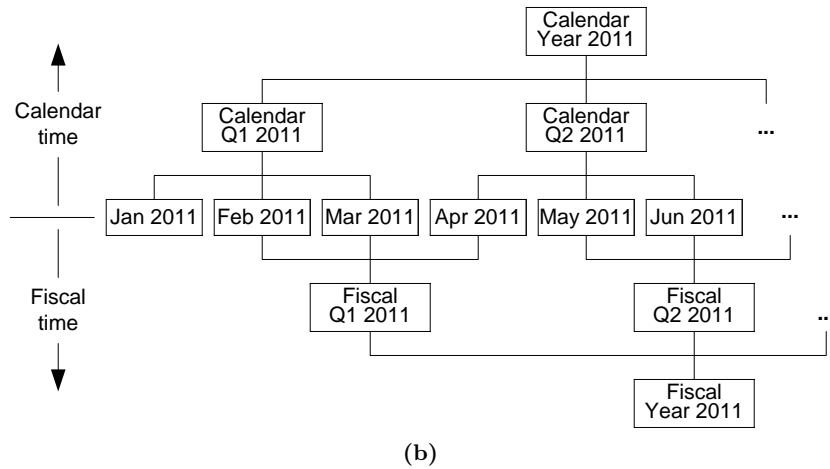 Calendar
Year 2011
Calendar
time
Calendar
Q1 2011
Calendar
Q2 2011
...
Jan 2011
Feb 2011
Mar 2011
Apr 2011
May 2011
Jun 2011
...
Fiscal
time
Fiscal
Q1 2011
Fiscal
Q2 2011
..
Fiscal
Year 2011
(b)